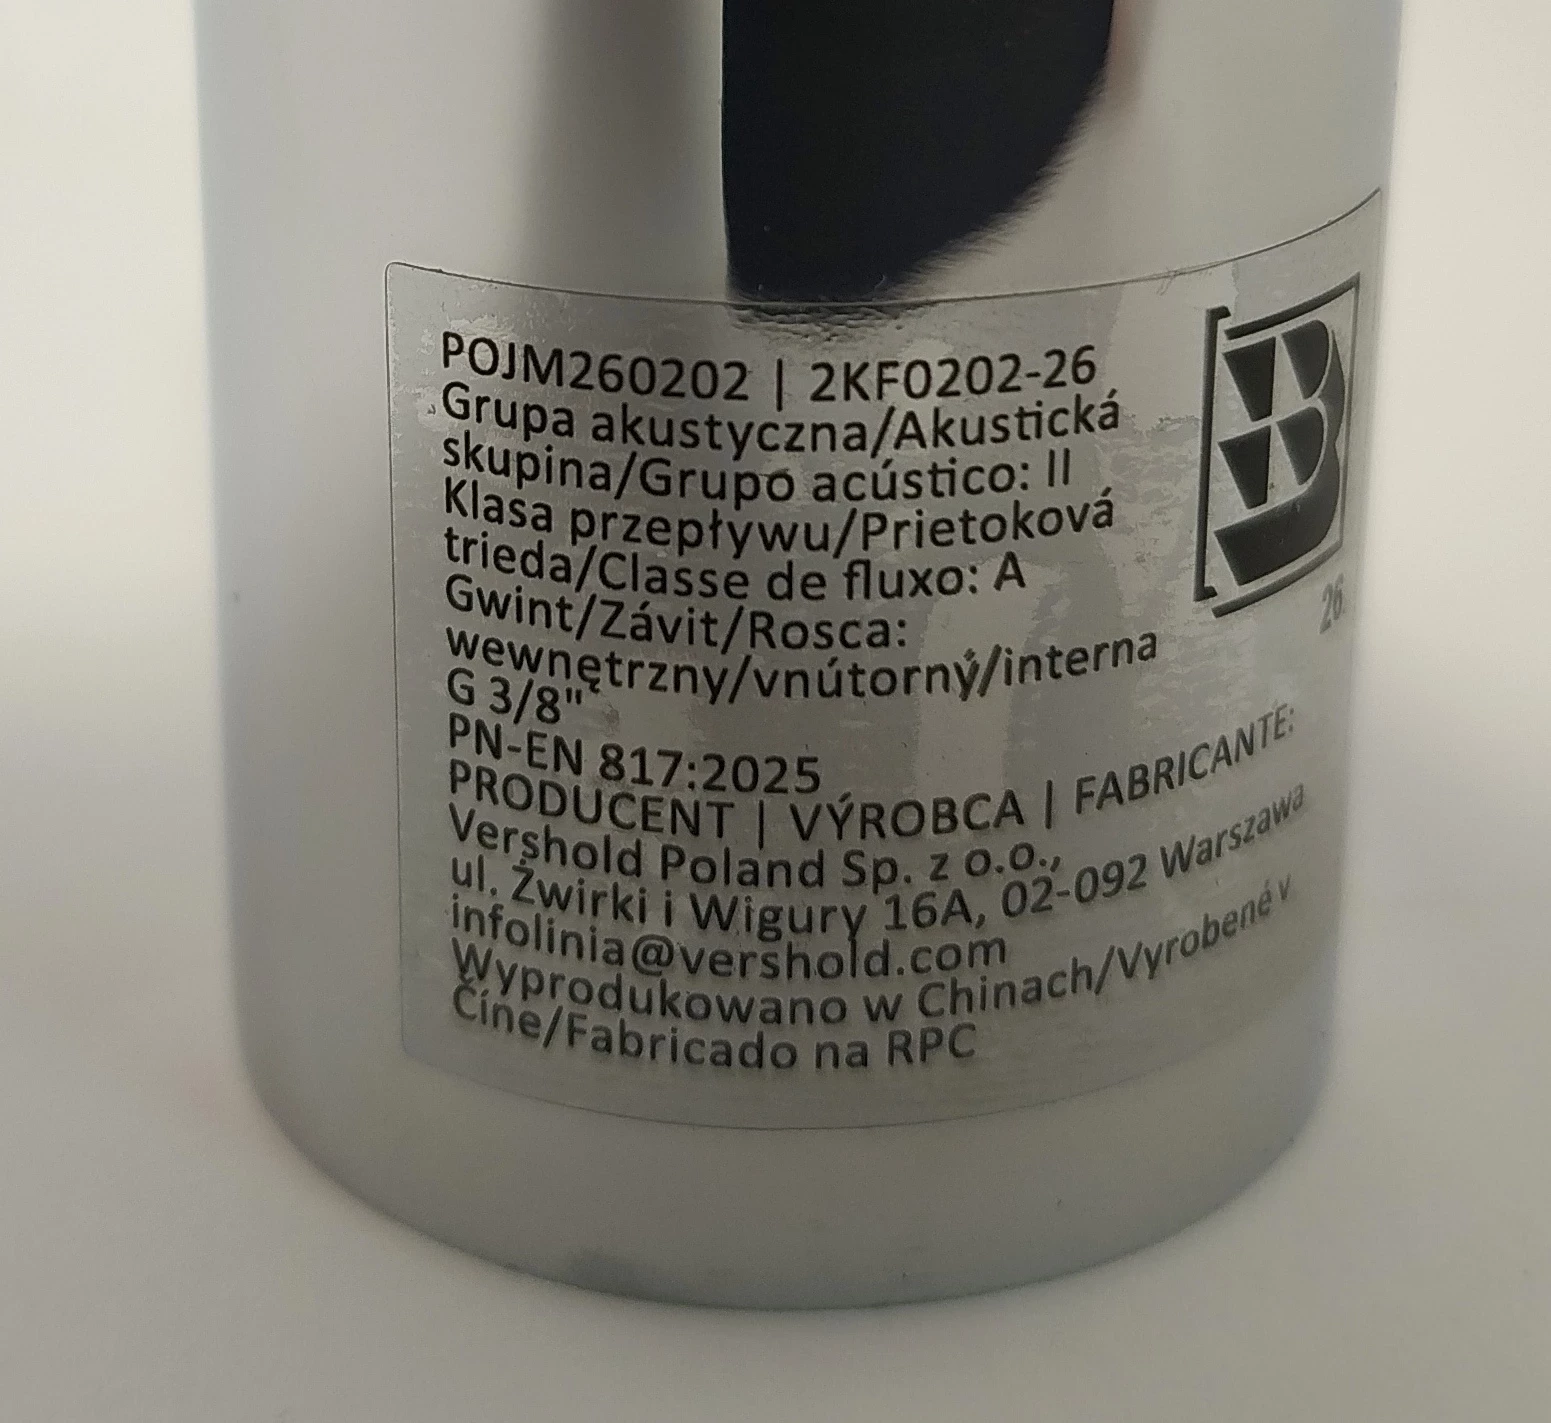 POJM260202 | 2KF0202-26
Grupa akustyczna/Akustická
skupina/Grupo acústico: II
Klasa przepływu/Prietoková
trieda/Classe de fluxo: A
Gwint/Závit/Rosca:
wewnętrzny/vnútorný/interna
G 3/8"
PN-EN 817:2025
PRODUCENT | VÝROBCA | FABRICANTE:
Vershold Poland Sp. z o.o.,
ul. Żwirki i Wigury 16A, 02-092 Warszawa
infolinia@vershold.com
Wyprodukowano w Chinach/Vyrobené v
Číne/Fabricado na RPC
B